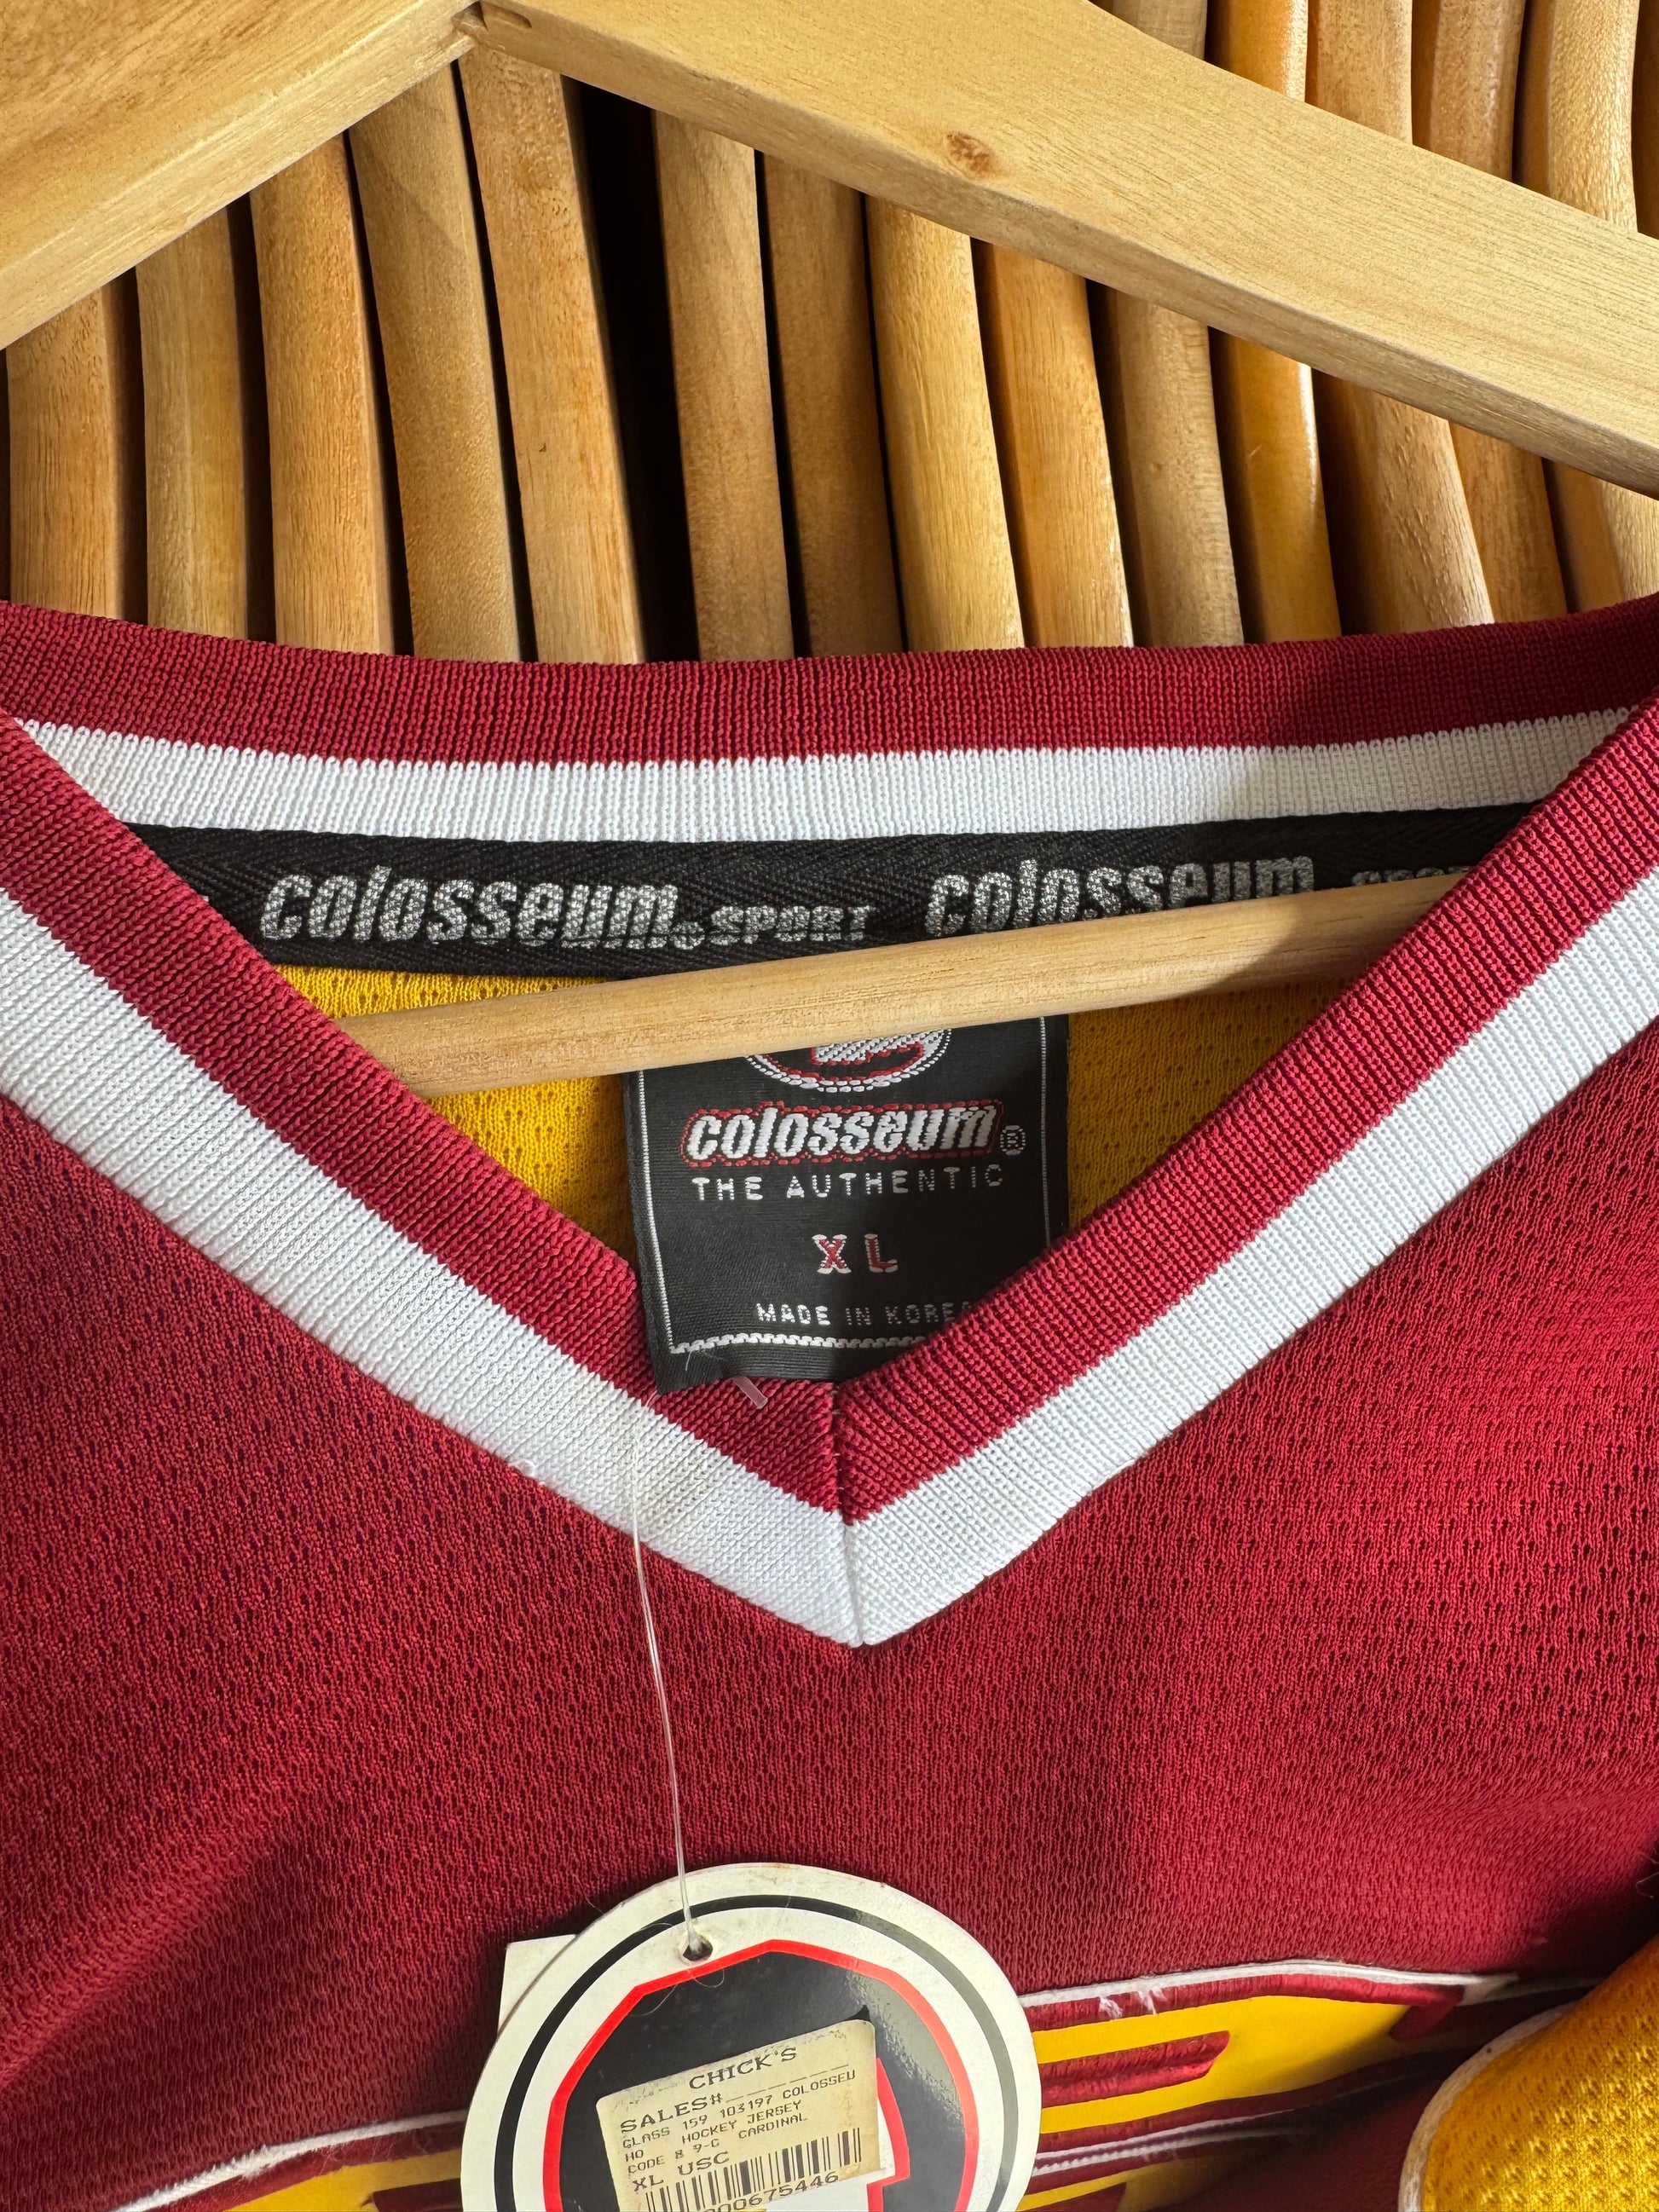 colosseum® SPORT colosseum
colosseum®
THE AUTHENTIC
XL
MADE IN KOREA
CHICK'S
SALES#
CLASS 159 103197 COLOSSEU
HO HOCKEY JERSEY
CODE 8 9-C CARDINAL
XL USC
000675446